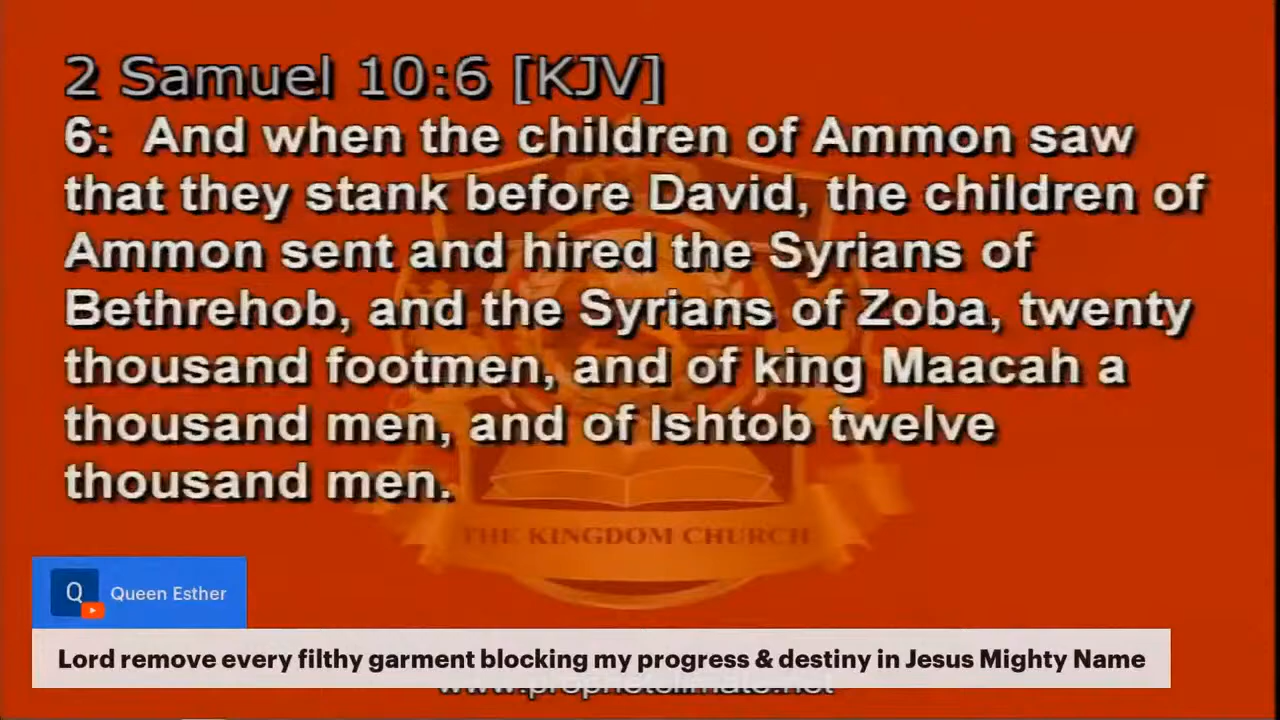 2 Samuel 10:6 [KJV]
6: And when the children of Ammon saw
that they stank before David, the children of
Ammon sent and hired the Syrians of
Bethrehob, and the Syrians of Zoba, twenty
thousand footmen, and of king Maacah a
thousand men, and of Ishtob twelve
thousand men.
THE KINGDOM CHURCH
Q Queen Esther
Lord remove every filthy garment blocking my progress & destiny in Jesus Mighty Name